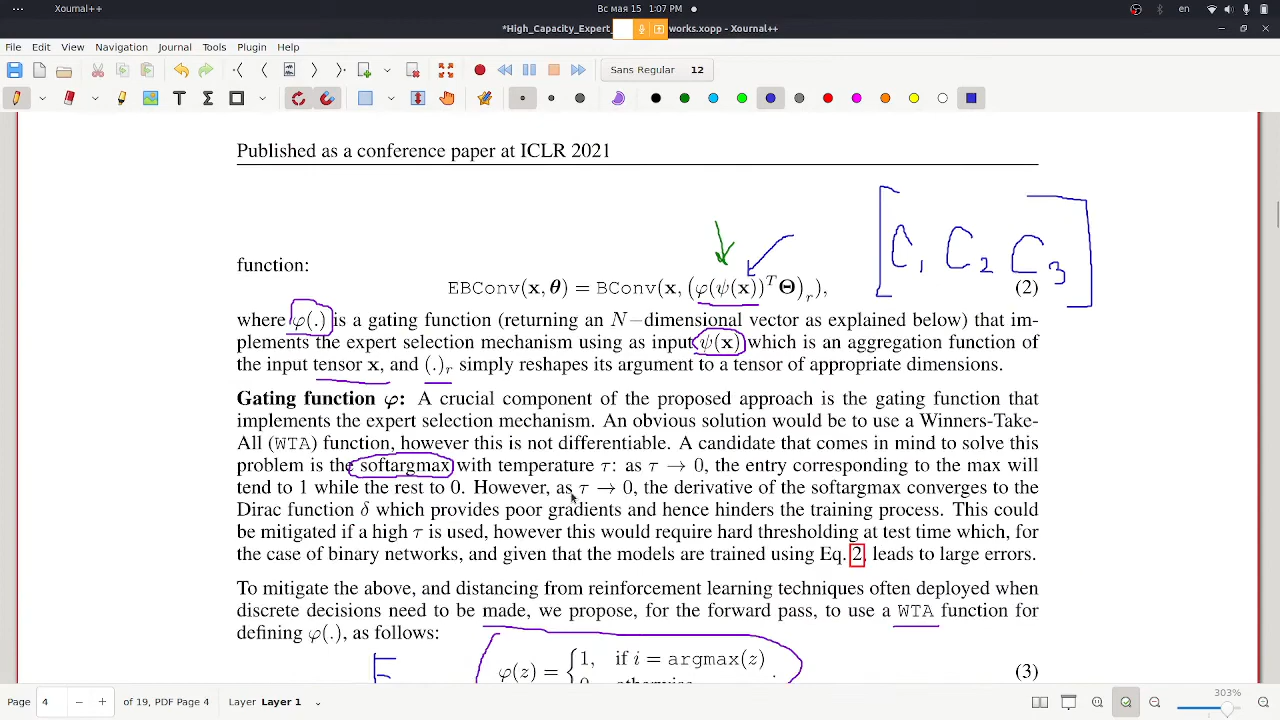 Xournal++
Вс мая 15 1:07 PM
en
*High_Capacity_Expert_ works.xopp - Xournal++
File Edit View Navigation Journal Tools Plugin Help
Sans Regular 12
Published as a conference paper at ICLR 2021
C₁ C₂ C₃
function:
EBConv(x, θ) = BConv(x, (φ(ψ(x))ᵀΘ)ᵣ), (2)
where φ(.) is a gating function (returning an N−dimensional vector as explained below) that im-
plements the expert selection mechanism using as input ψ(x) which is an aggregation function of
the input tensor x, and (.)ᵣ simply reshapes its argument to a tensor of appropriate dimensions.
Gating function φ: A crucial component of the proposed approach is the gating function that
implements the expert selection mechanism. An obvious solution would be to use a Winners-Take-
All (WTA) function, however this is not differentiable. A candidate that comes in mind to solve this
problem is the softargmax with temperature τ: as τ → 0, the entry corresponding to the max will
tend to 1 while the rest to 0. However, as τ → 0, the derivative of the softargmax converges to the
Dirac function δ which provides poor gradients and hence hinders the training process. This could
be mitigated if a high τ is used, however this would require hard thresholding at test time which, for
the case of binary networks, and given that the models are trained using Eq. 2, leads to large errors.
To mitigate the above, and distancing from reinforcement learning techniques often deployed when
discrete decisions need to be made, we propose, for the forward pass, to use a WTA function for
defining φ(.), as follows:
φ(z) = {1, if i = argmax(z) . (3)
0 otherwise
Page 4 of 19, PDF Page 4 Layer Layer 1 303%